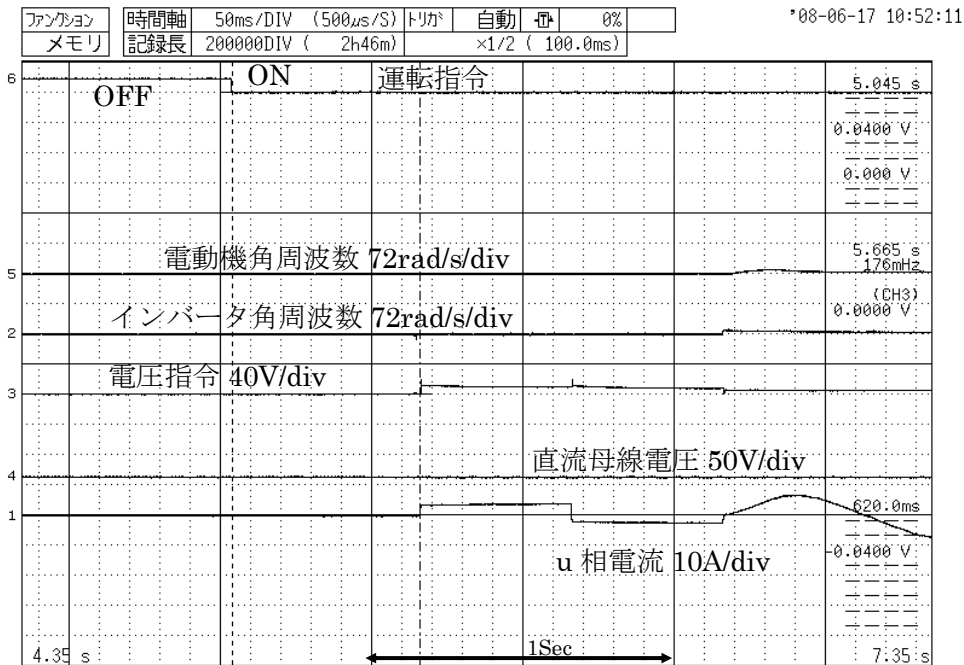 ファンクション 時間軸 50ms/DIV (500μs/S) トリガ 自動 0% '08-06-17 10:52:11
メモリ 記録長 200000DIV ( 2h46m) ×1/2 ( 100.0ms)
6 OFF ON 運転指令 5.045 s
0.0400 V
0.000 V
5 電動機角周波数 72rad/s/div 5.665 s
176mHz
(CH3)
2 インバータ角周波数 72rad/s/div 0.0000 V
3 電圧指令 40V/div
4 直流母線電圧 50V/div
1 620.0ms
u 相電流 10A/div -0.0400 V
4.35 s 1Sec 7.35 s